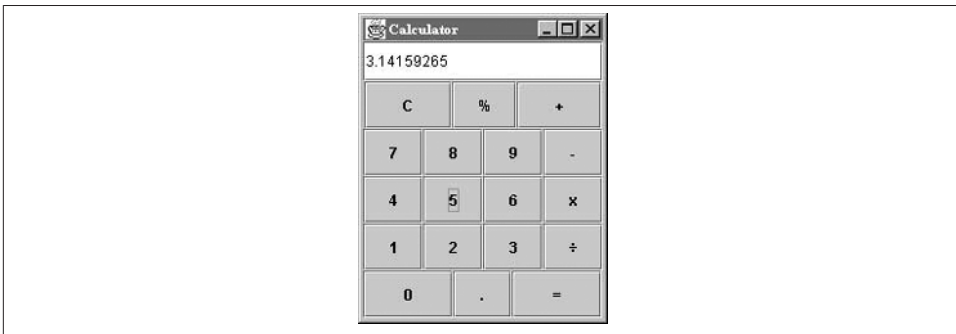 Calculator
3.14159265
C % +
7 8 9 -
4 5 6 x
1 2 3 ÷
0 . =